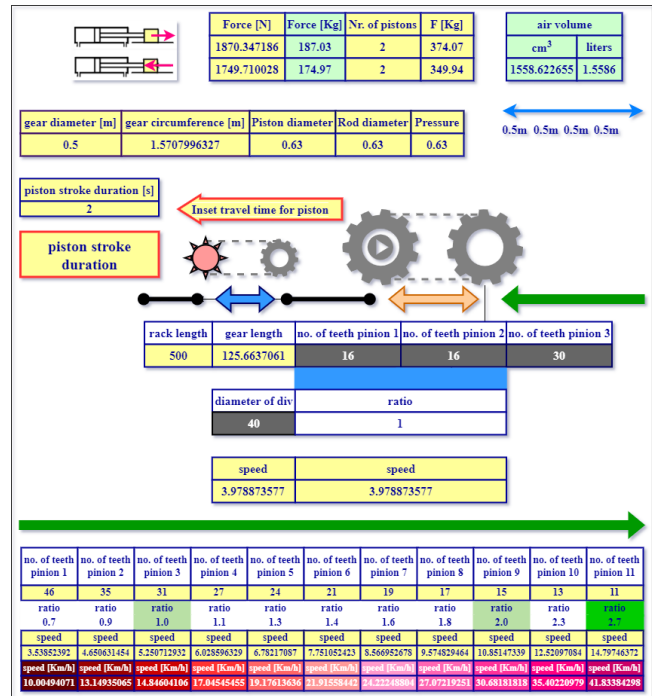 Force [N] Force [Kg] Nr. of pistons F [Kg]
1870.347186 187.03 2 374.07
1749.710028 174.97 2 349.94
air volume
cm³ liters
1558.622655 1.5586
0.5m 0.5m 0.5m 0.5m
gear diameter [m] gear circumference [m] Piston diameter Rod diameter Pressure
0.5 1.5707996327 0.63 0.63 0.63
piston stroke duration [s]
2
Inset travel time for piston
piston stroke
duration
rack length gear length no. of teeth pinion 1 no. of teeth pinion 2 no. of teeth pinion 3
500 125.6637061 16 16 30
diameter of div ratio
40 1
speed speed
3.978873577 3.978873577
no. of teeth no. of teeth no. of teeth no. of teeth no. of teeth no. of teeth no. of teeth no. of teeth no. of teeth no. of teeth no. of teeth
pinion 1 pinion 2 pinion 3 pinion 4 pinion 5 pinion 6 pinion 7 pinion 8 pinion 9 pinion 10 pinion 11
46 35 31 27 24 21 19 17 15 13 11
ratio ratio ratio ratio ratio ratio ratio ratio ratio ratio ratio
0.7 0.9 1.0 1.1 1.3 1.4 1.6 1.8 2.0 2.3 2.7
speed speed speed speed speed speed speed speed speed speed speed
3.53852392 4.650631454 5.250712932 6.028596329 6.78217087 7.751052423 8.566952678 9.574829464 10.85147339 12.52097084 14.79746372
speed [Km/h] speed [Km/h] speed [Km/h] speed [Km/h] speed [Km/h] speed [Km/h] speed [Km/h] speed [Km/h] speed [Km/h] speed [Km/h] speed [Km/h]
10.00494071 13.14935065 14.84604106 17.04545455 19.17613636 21.91558442 24.22248804 27.07219251 30.68181818 35.40220979 41.83384298